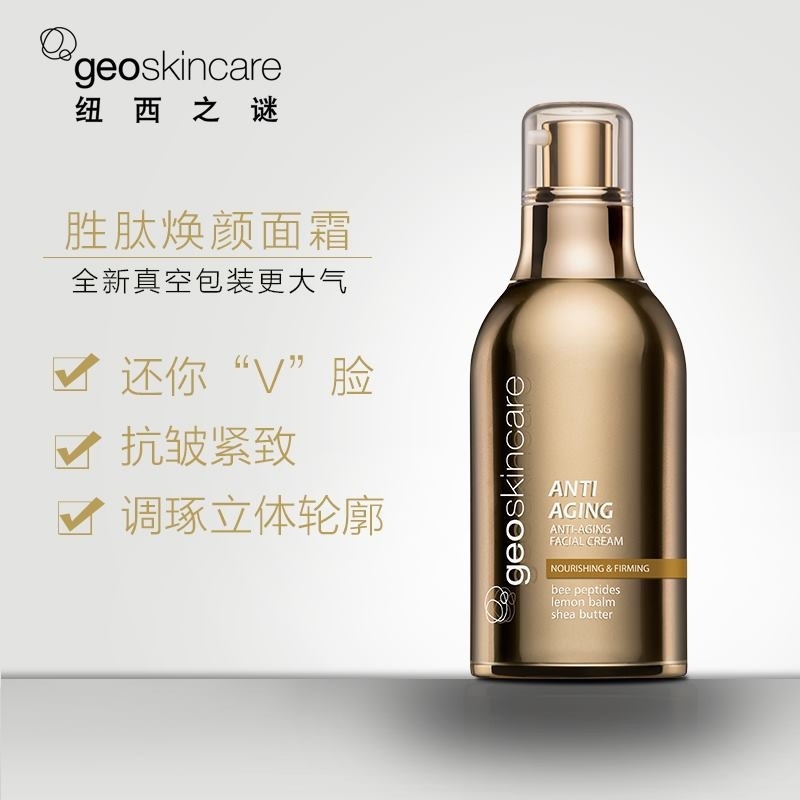 geoskincare
纽西之谜
胜肽焕颜面霜
全新真空包装更大气
还你“V”脸
抗皱紧致
调琢立体轮廓
geoskincare
ANTI
AGING
ANTI-AGING
FACIAL CREAM
NOURISHING & FIRMING
bee peptides
lemon balm
shea butter